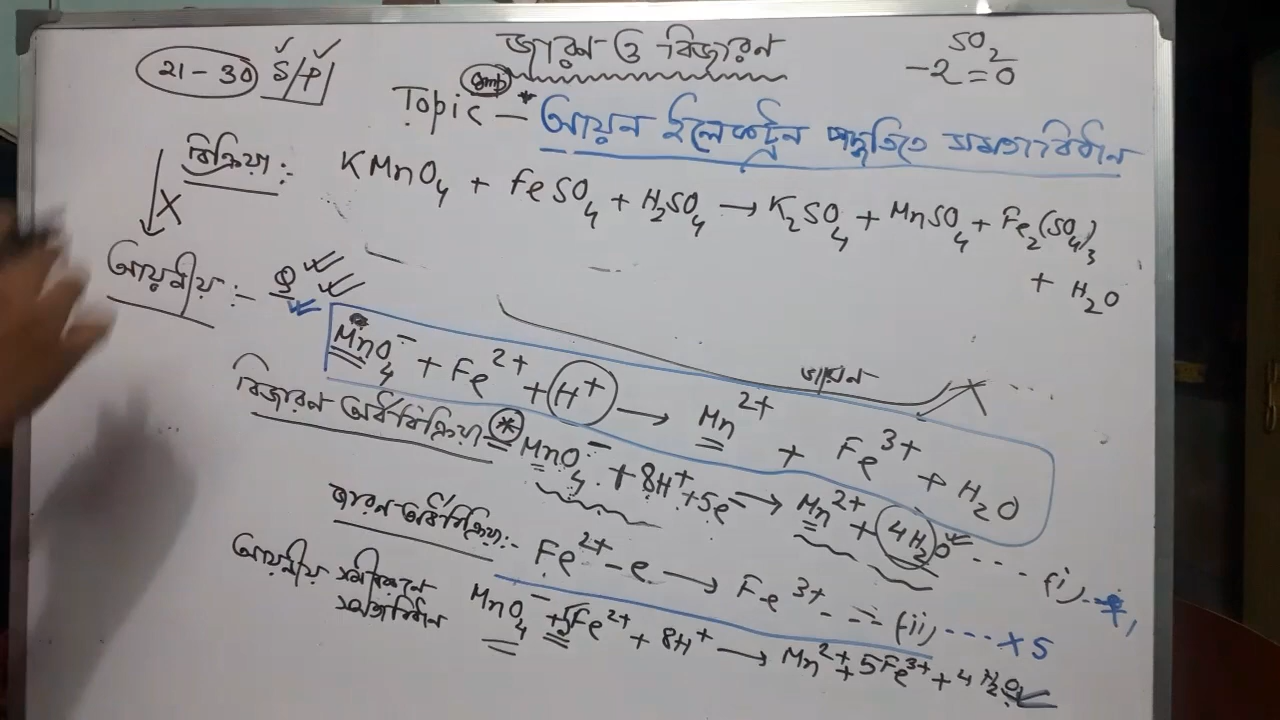 জারণ ও বিজারণ
SO₂
-2 = 0
21 - 30 S/P
Topic - * আয়ন ইলেকট্রন পদ্ধতিতে সমতাবিধান
বিক্রিয়া :- KMnO₄ + FeSO₄ + H₂SO₄ → K₂SO₄ + MnSO₄ + Fe₂(SO₄)₃
+ H₂O
আয়নীয় :-
MnO₄⁻ + Fe²⁺ + H⁺ → Mn²⁺ + Fe³⁺ + H₂O
বিজারণ অর্ধবিক্রিয়া * MnO₄⁻ + 8H⁺ + 5e⁻ → Mn²⁺ + 4H₂O ---- (i)
জারণ অর্ধবিক্রিয়া :- Fe²⁺ - e → Fe³⁺ --- (ii) --- × 5
আয়নীয় সমীকরণে
সমতাবিধান
MnO₄⁻ + 5Fe²⁺ + 8H⁺ → Mn²⁺ + 5Fe³⁺ + 4H₂O